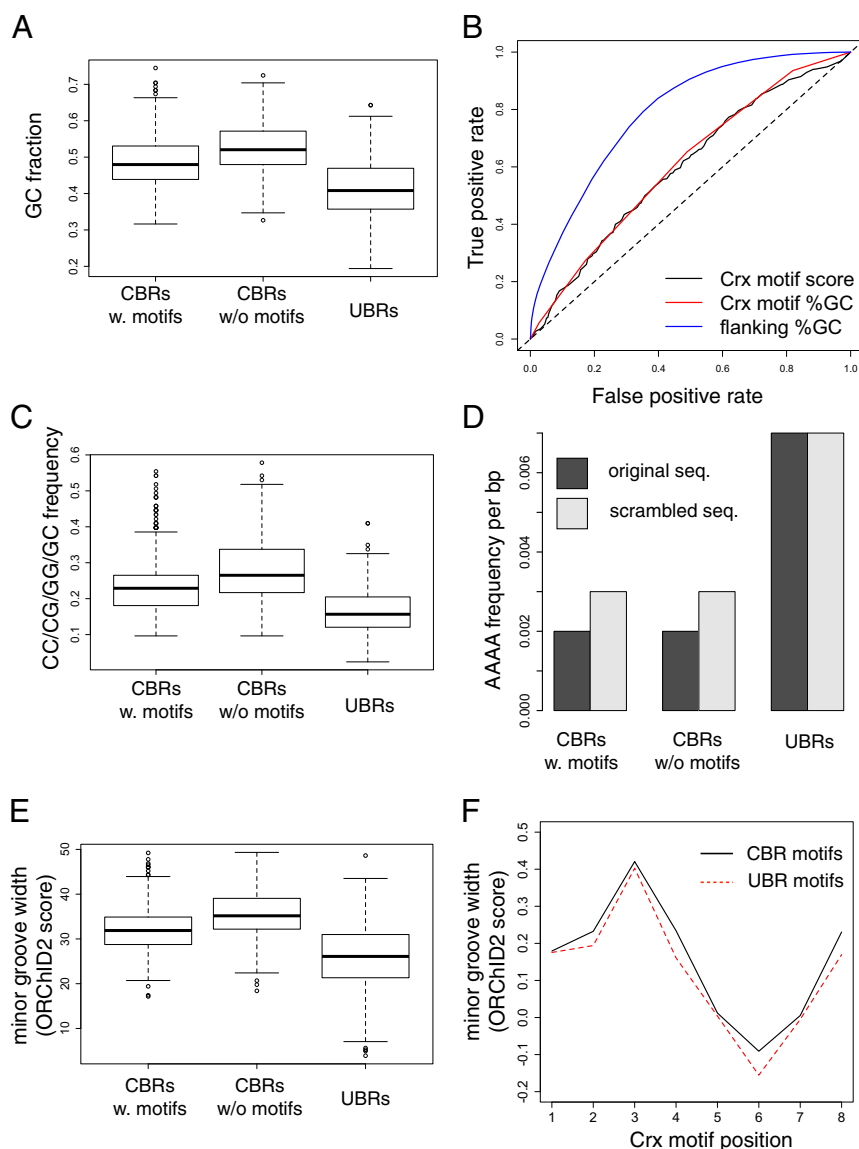 A
GC fraction
0.2
0.3
0.4
0.5
0.6
0.7
CBRs
w. motifs
CBRs
w/o motifs
UBRs
B
True positive rate
0.0
0.2
0.4
0.6
0.8
1.0
Crx motif score
Crx motif %GC
flanking %GC
0.0
0.2
0.4
0.6
0.8
1.0
False positive rate
C
CC/CG/GG/GC frequency
0.1
0.2
0.3
0.4
0.5
0.6
CBRs
w. motifs
CBRs
w/o motifs
UBRs
D
AAAA frequency per bp
0.000
0.002
0.004
0.006
original seq.
scrambled seq.
CBRs
w. motifs
CBRs
w/o motifs
UBRs
E
minor groove width
(ORChID2 score)
10
20
30
40
50
CBRs
w. motifs
CBRs
w/o motifs
UBRs
F
minor groove width
(ORChID2 score)
-0.2
-0.1
0.0
0.1
0.2
0.3
0.4
0.5
CBR motifs
UBR motifs
1
2
3
4
5
6
7
8
Crx motif position